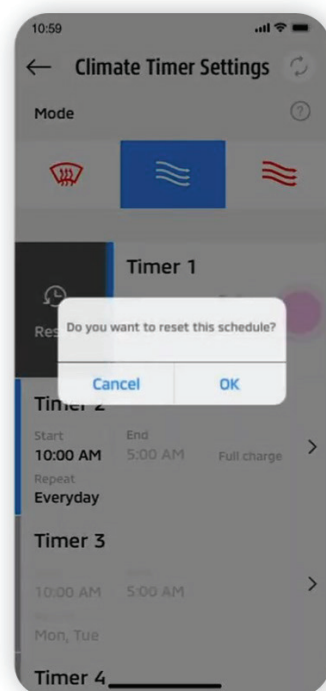 10:59
Climate Timer Settings
Mode
Timer 1
Res
Do you want to reset this schedule?
Cancel OK
Timer 2
Start End
10:00 AM 5:00 AM Full charge
Repeat
Everyday
Timer 3
10:00 AM 5:00 AM
Mon, Tue
Timer 4